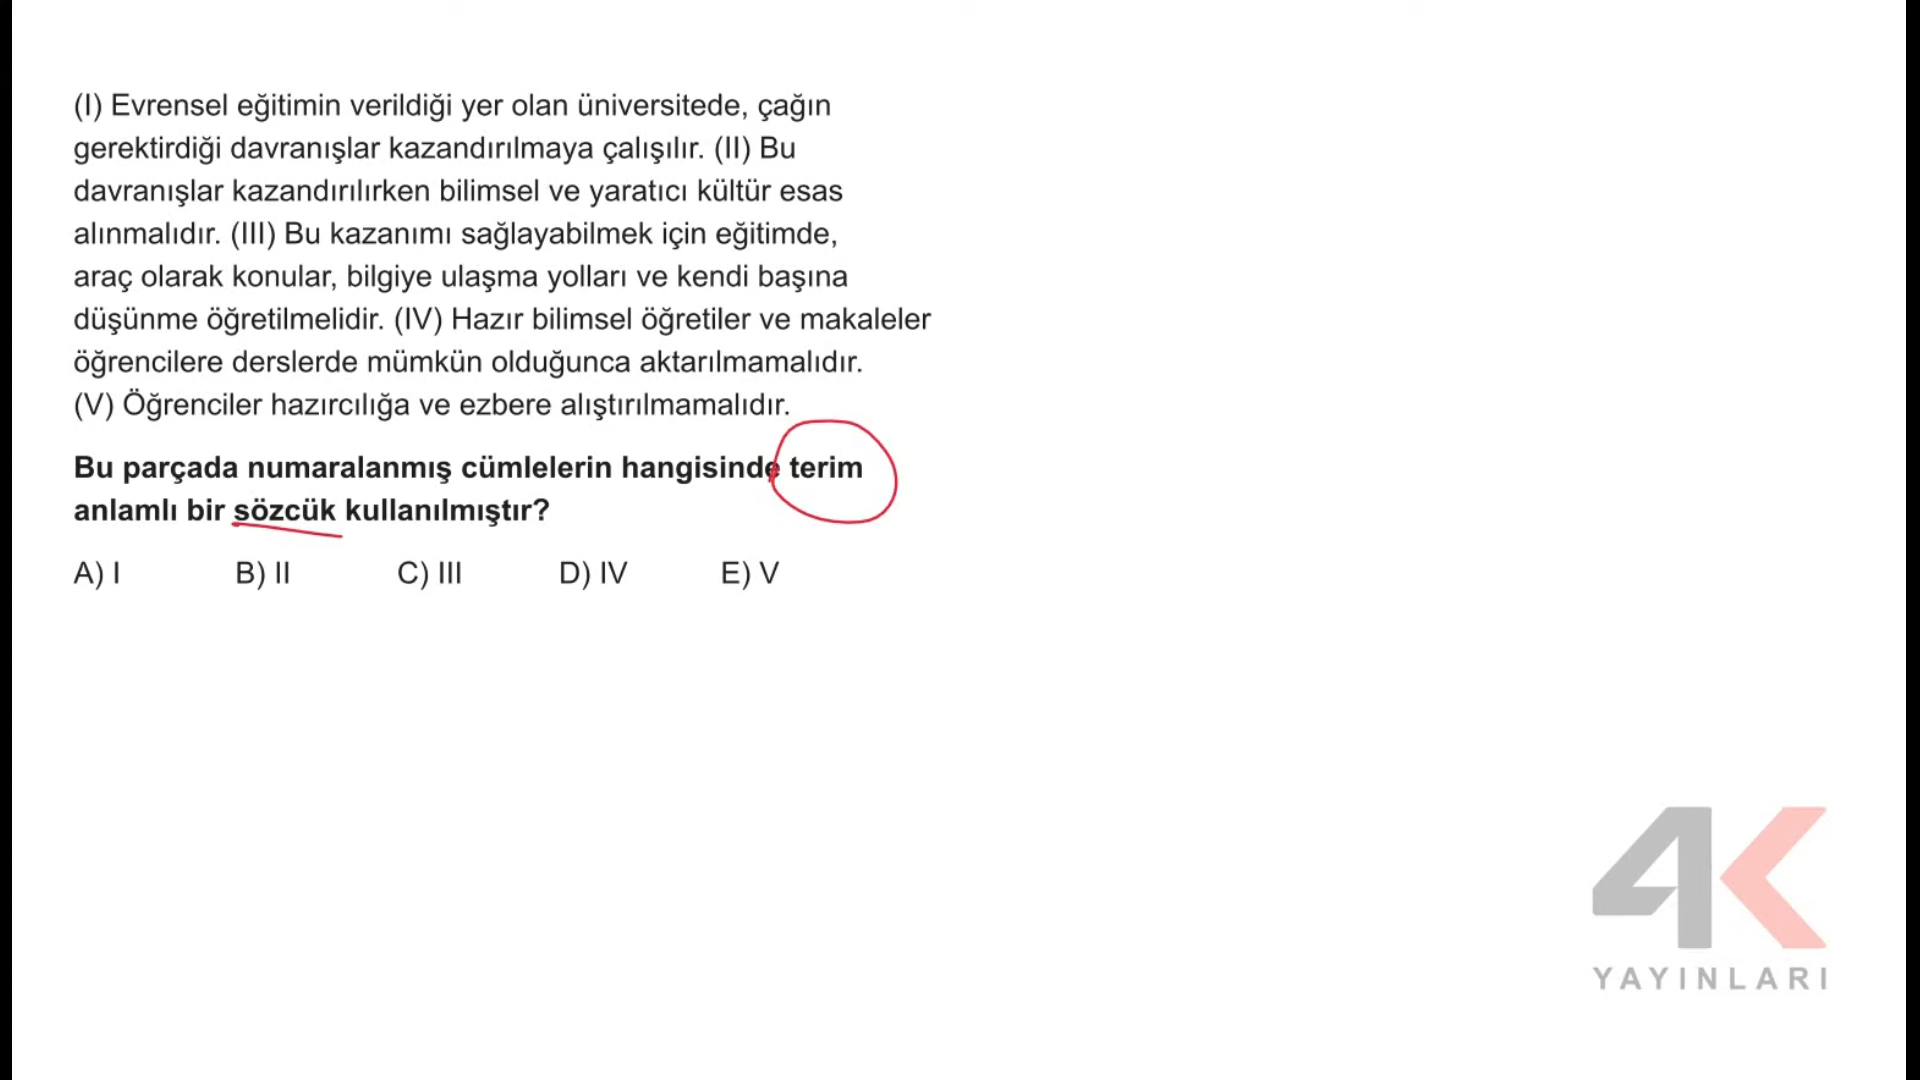 (I) Evrensel eğitimin verildiği yer olan üniversitede, çağın
gerektirdiği davranışlar kazandırılmaya çalışılır. (II) Bu
davranışlar kazandırılırken bilimsel ve yaratıcı kültür esas
alınmalıdır. (III) Bu kazanımı sağlayabilmek için eğitimde,
araç olarak konular, bilgiye ulaşma yolları ve kendi başına
düşünme öğretilmelidir. (IV) Hazır bilimsel öğretiler ve makaleler
öğrencilere derslerde mümkün olduğunca aktarılmamalıdır.
(V) Öğrenciler hazırcılığa ve ezbere alıştırılmamalıdır.
Bu parçada numaralanmış cümlelerin hangisinde terim
anlamlı bir sözcük kullanılmıştır?
A) I B) II C) III D) IV E) V
4K
YAYINLARI